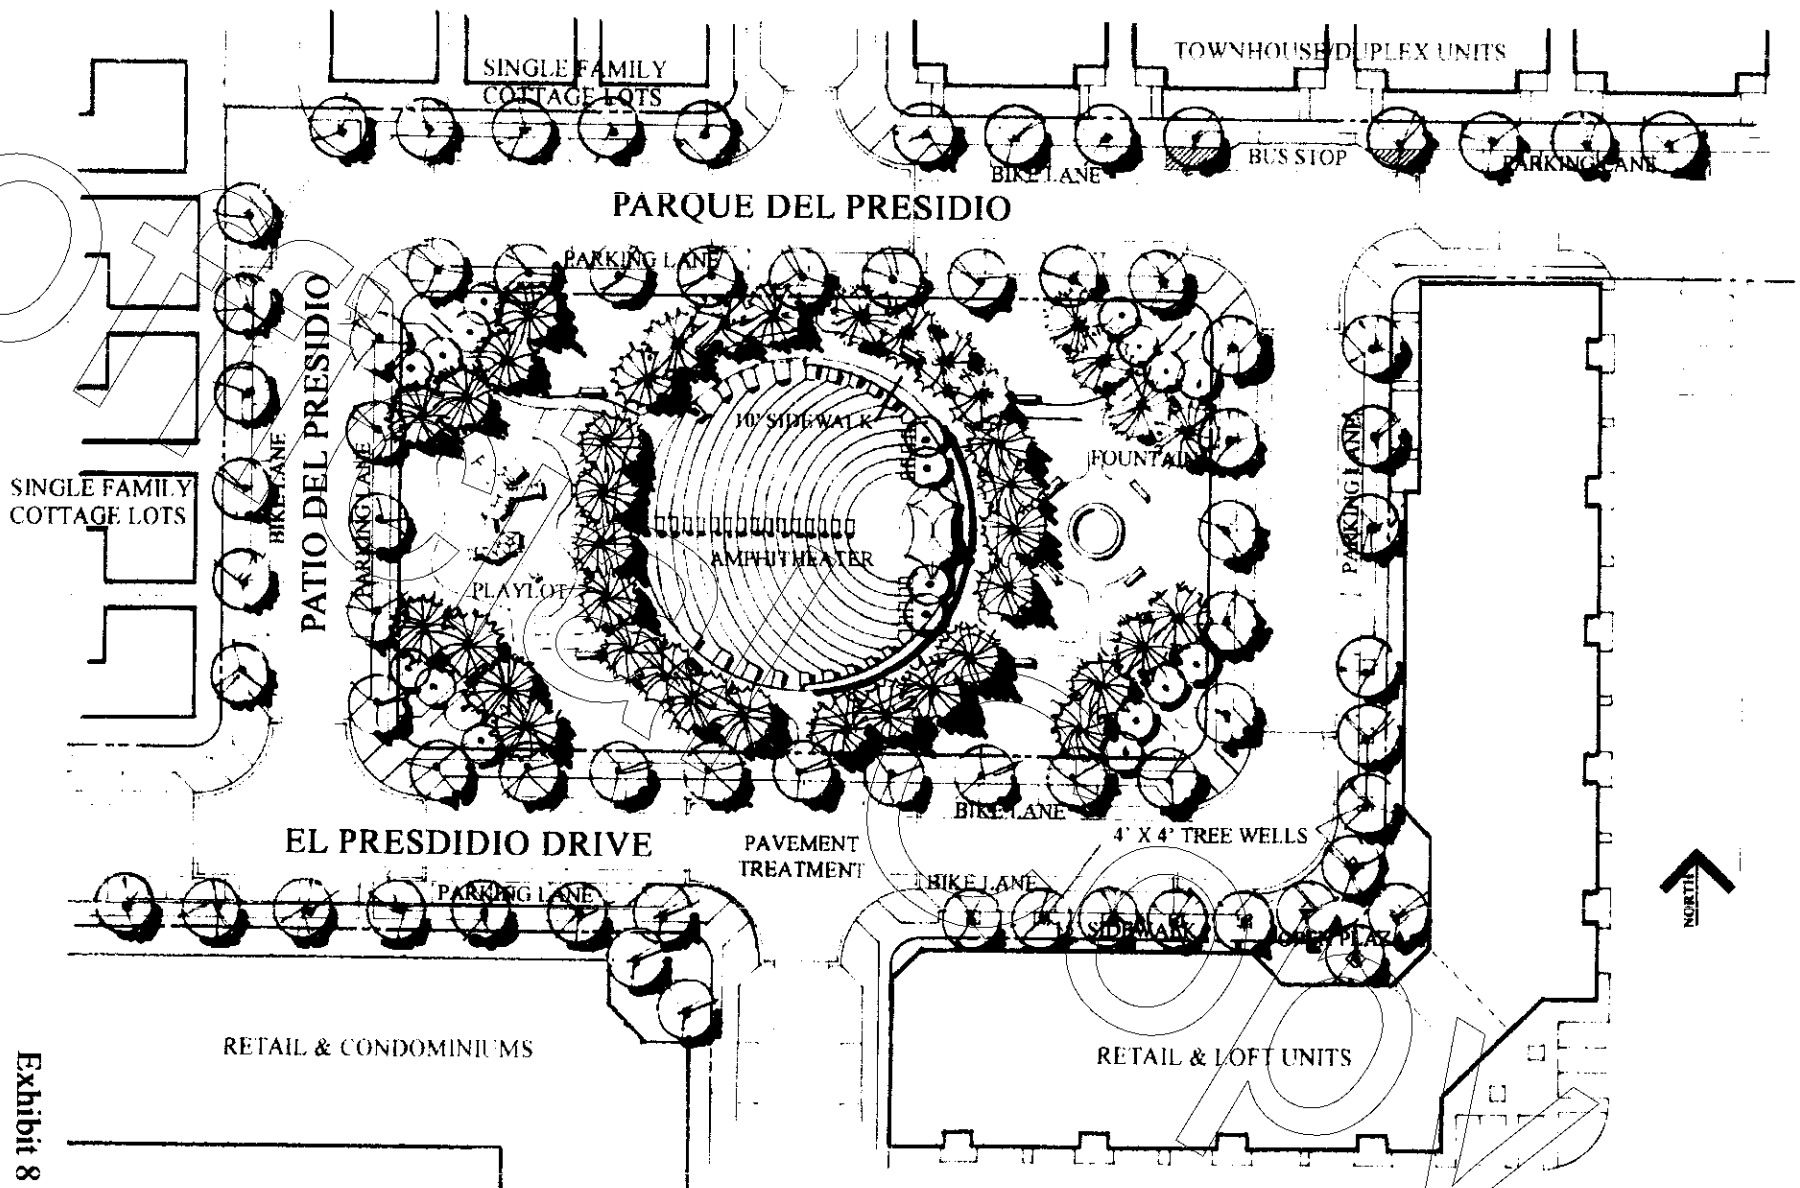 SINGLE FAMILY
COTTAGE LOTS
TOWNHOUSE/DUPLEX UNITS
BUS STOP
PARKING LANE
BIKE LANE
PARQUE DEL PRESIDIO
PARKING LANE
PATIO DEL PRESIDIO
BIKE LANE
PARKING LANE
SINGLE FAMILY
COTTAGE LOTS
10' SIDEWALK
FOUNTAIN
PARKING LANE
AMPHITHEATER
PLAYLOT
BIKE LANE
EL PRESDIDIO DRIVE
PAVEMENT
TREATMENT
4' X 4' TREE WELLS
PARKING LANE
BIKE LANE
SIDEWALK
OPEN PLAZA
NORTH
RETAIL & CONDOMINIUMS
RETAIL & LOFT UNITS
Exhibit 8